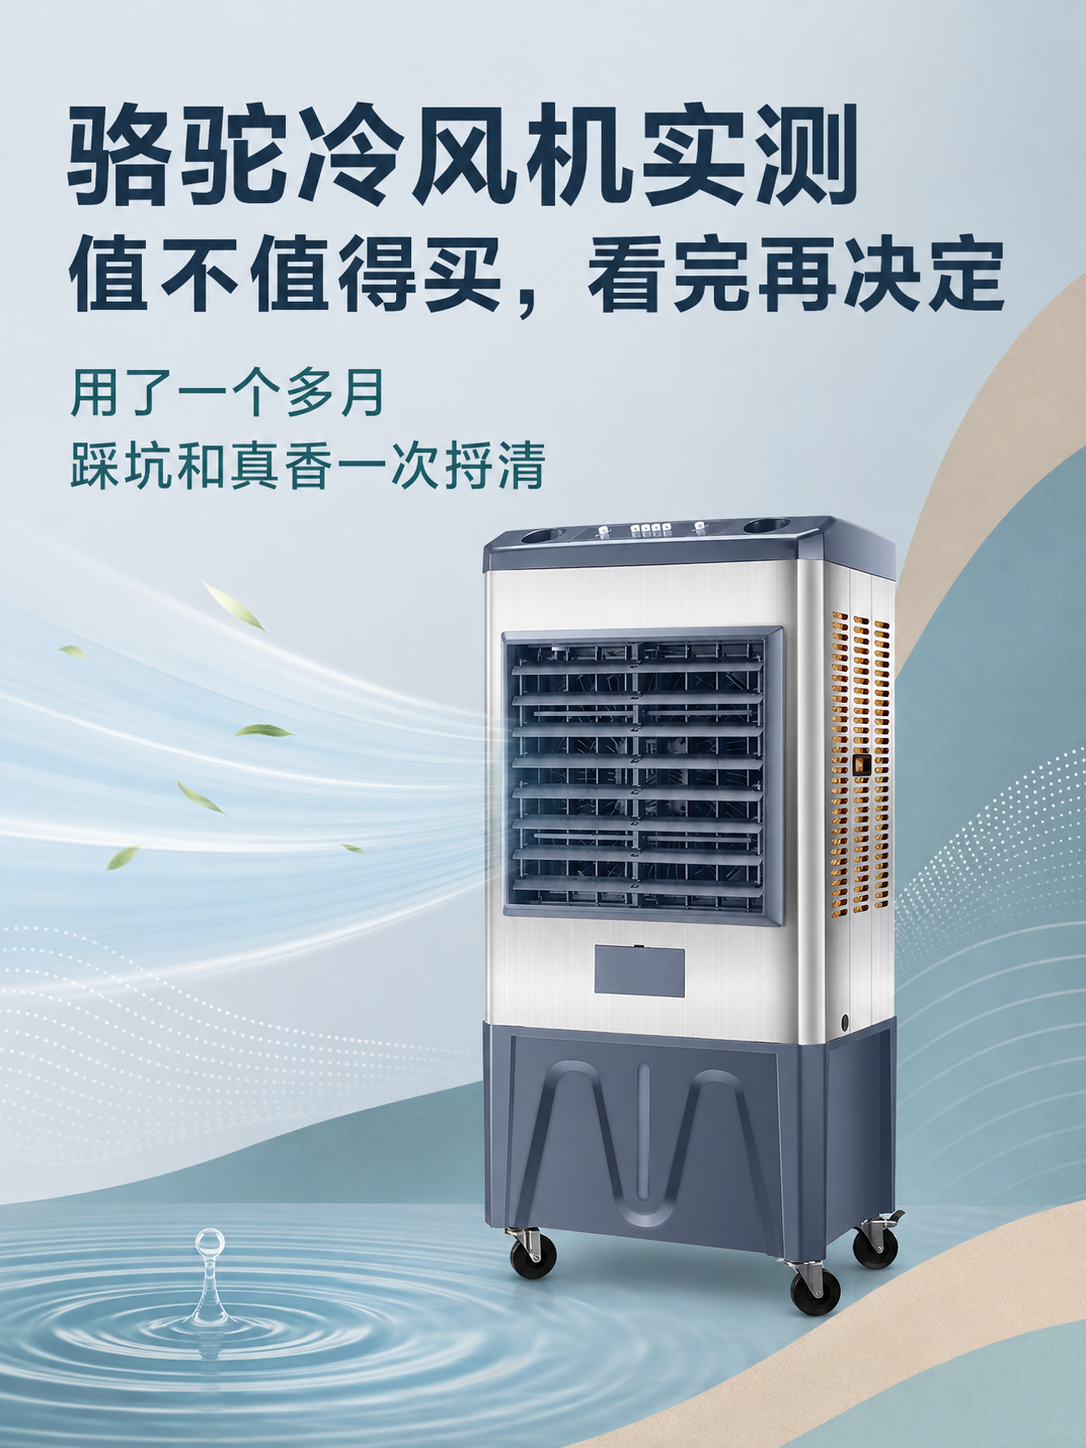 骆驼冷风机实测
值不值得买，看完再决定
用了一个多月
踩坑和真香一次捋清